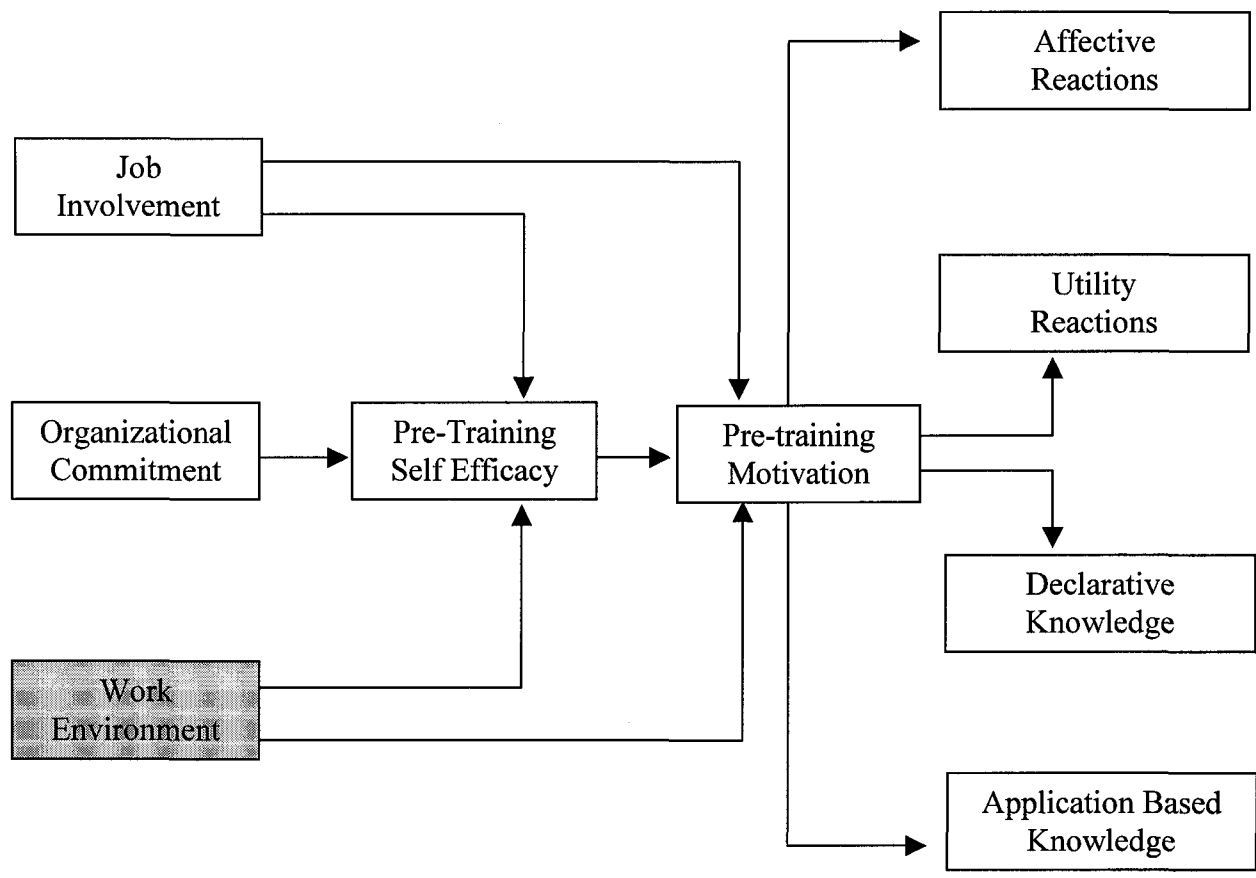 Affective
Reactions
Job
Involvement
Utility
Reactions
Organizational
Commitment
Pre-Training
Self Efficacy
Pre-training
Motivation
Declarative
Knowledge
Work
Environment
Application Based
Knowledge